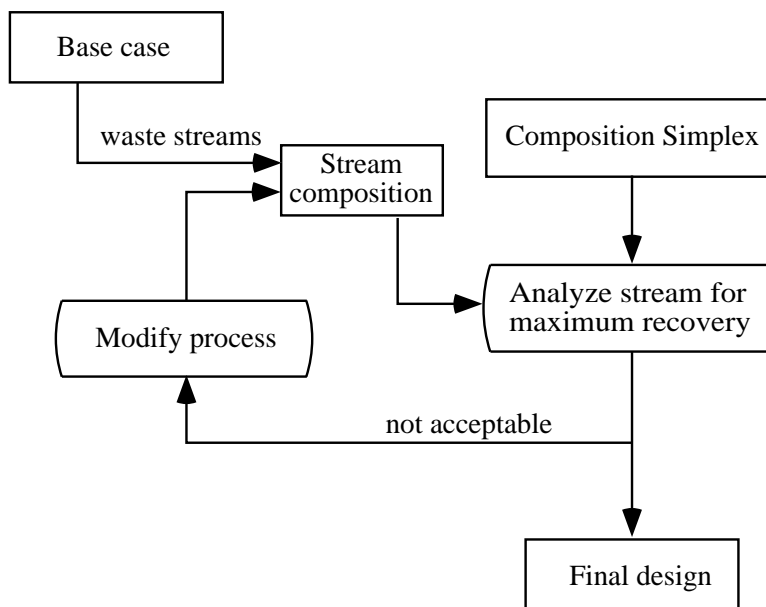 Base case
waste streams
Composition Simplex
Stream
composition
Analyze stream for
maximum recovery
Modify process
not acceptable
Final design